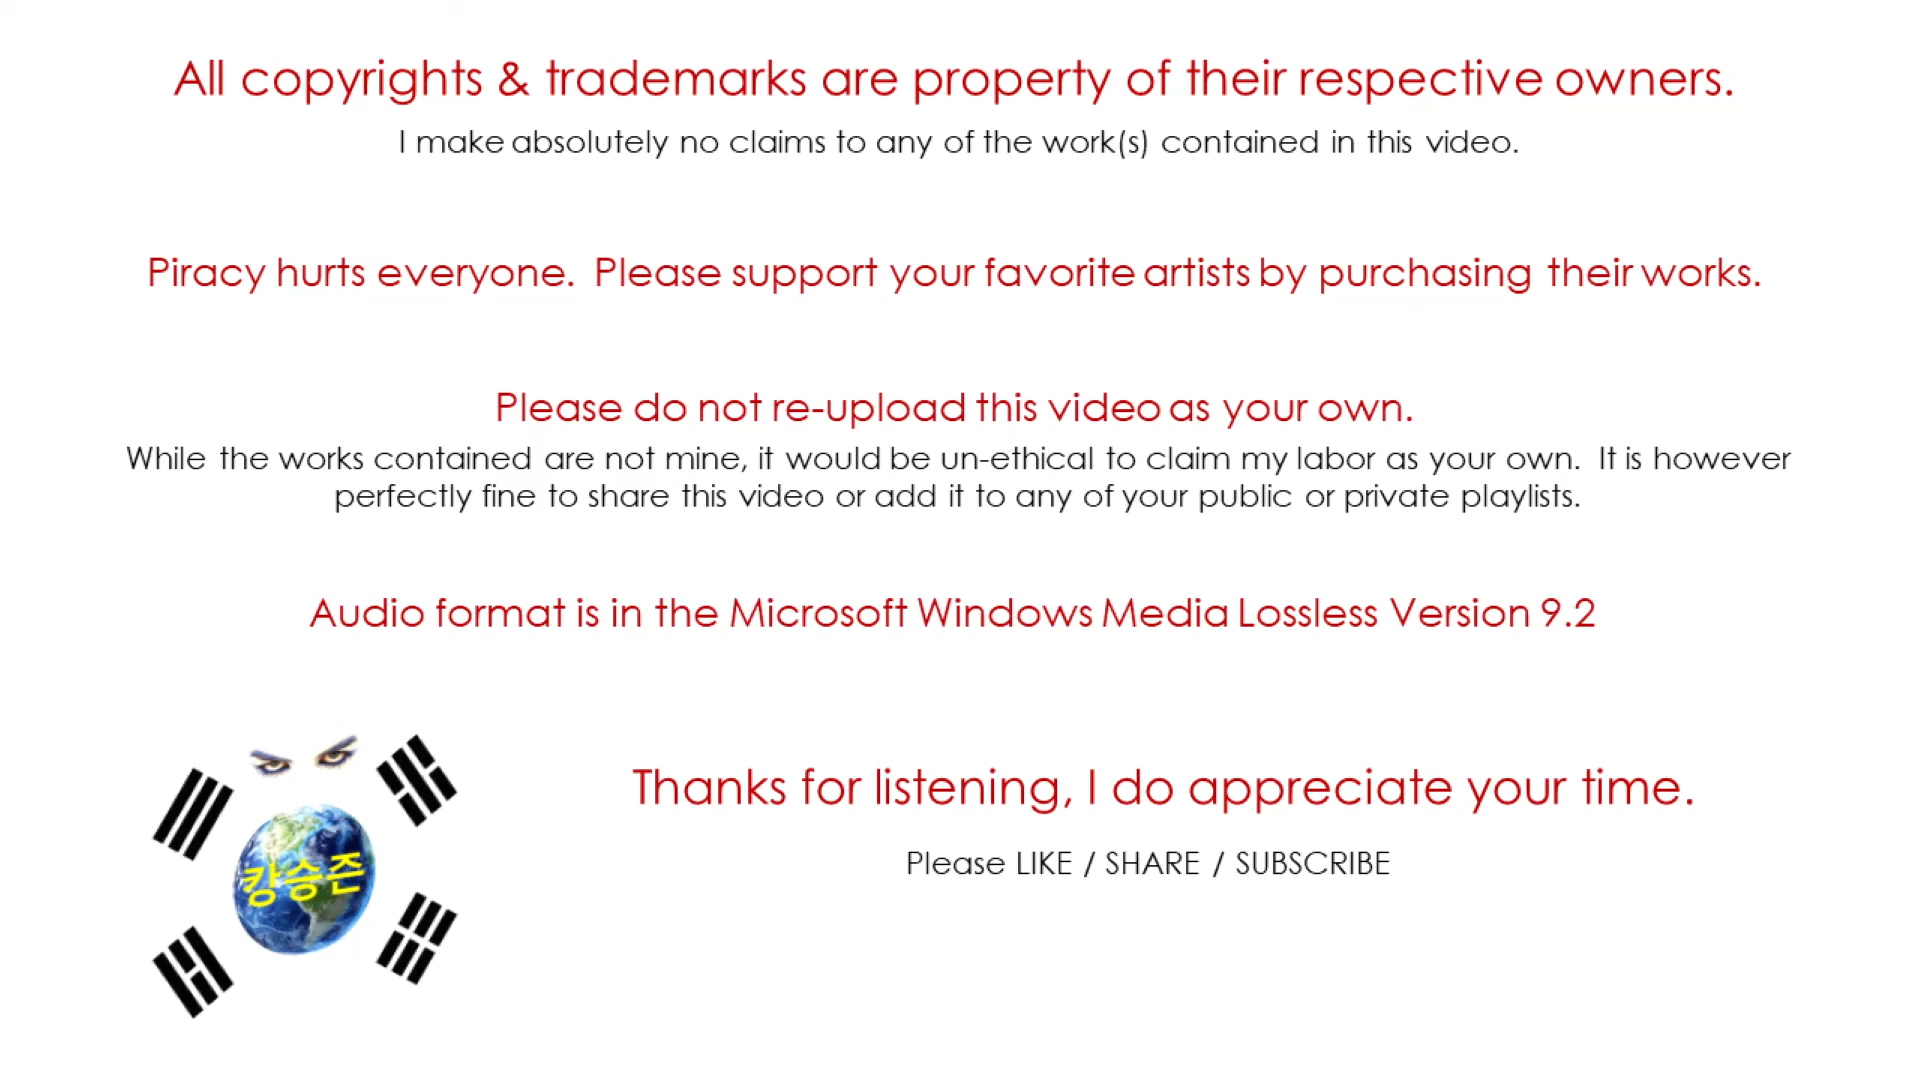 All copyrights & trademarks are property of their respective owners.
I make absolutely no claims to any of the work(s) contained in this video.
Piracy hurts everyone.  Please support your favorite artists by purchasing their works.
Please do not re-upload this video as your own.
While the works contained are not mine, it would be un-ethical to claim my labor as your own.  It is however
perfectly fine to share this video or add it to any of your public or private playlists.
Audio format is in the Microsoft Windows Media Lossless Version 9.2
Thanks for listening, I do appreciate your time.
Please LIKE / SHARE / SUBSCRIBE
캉승존